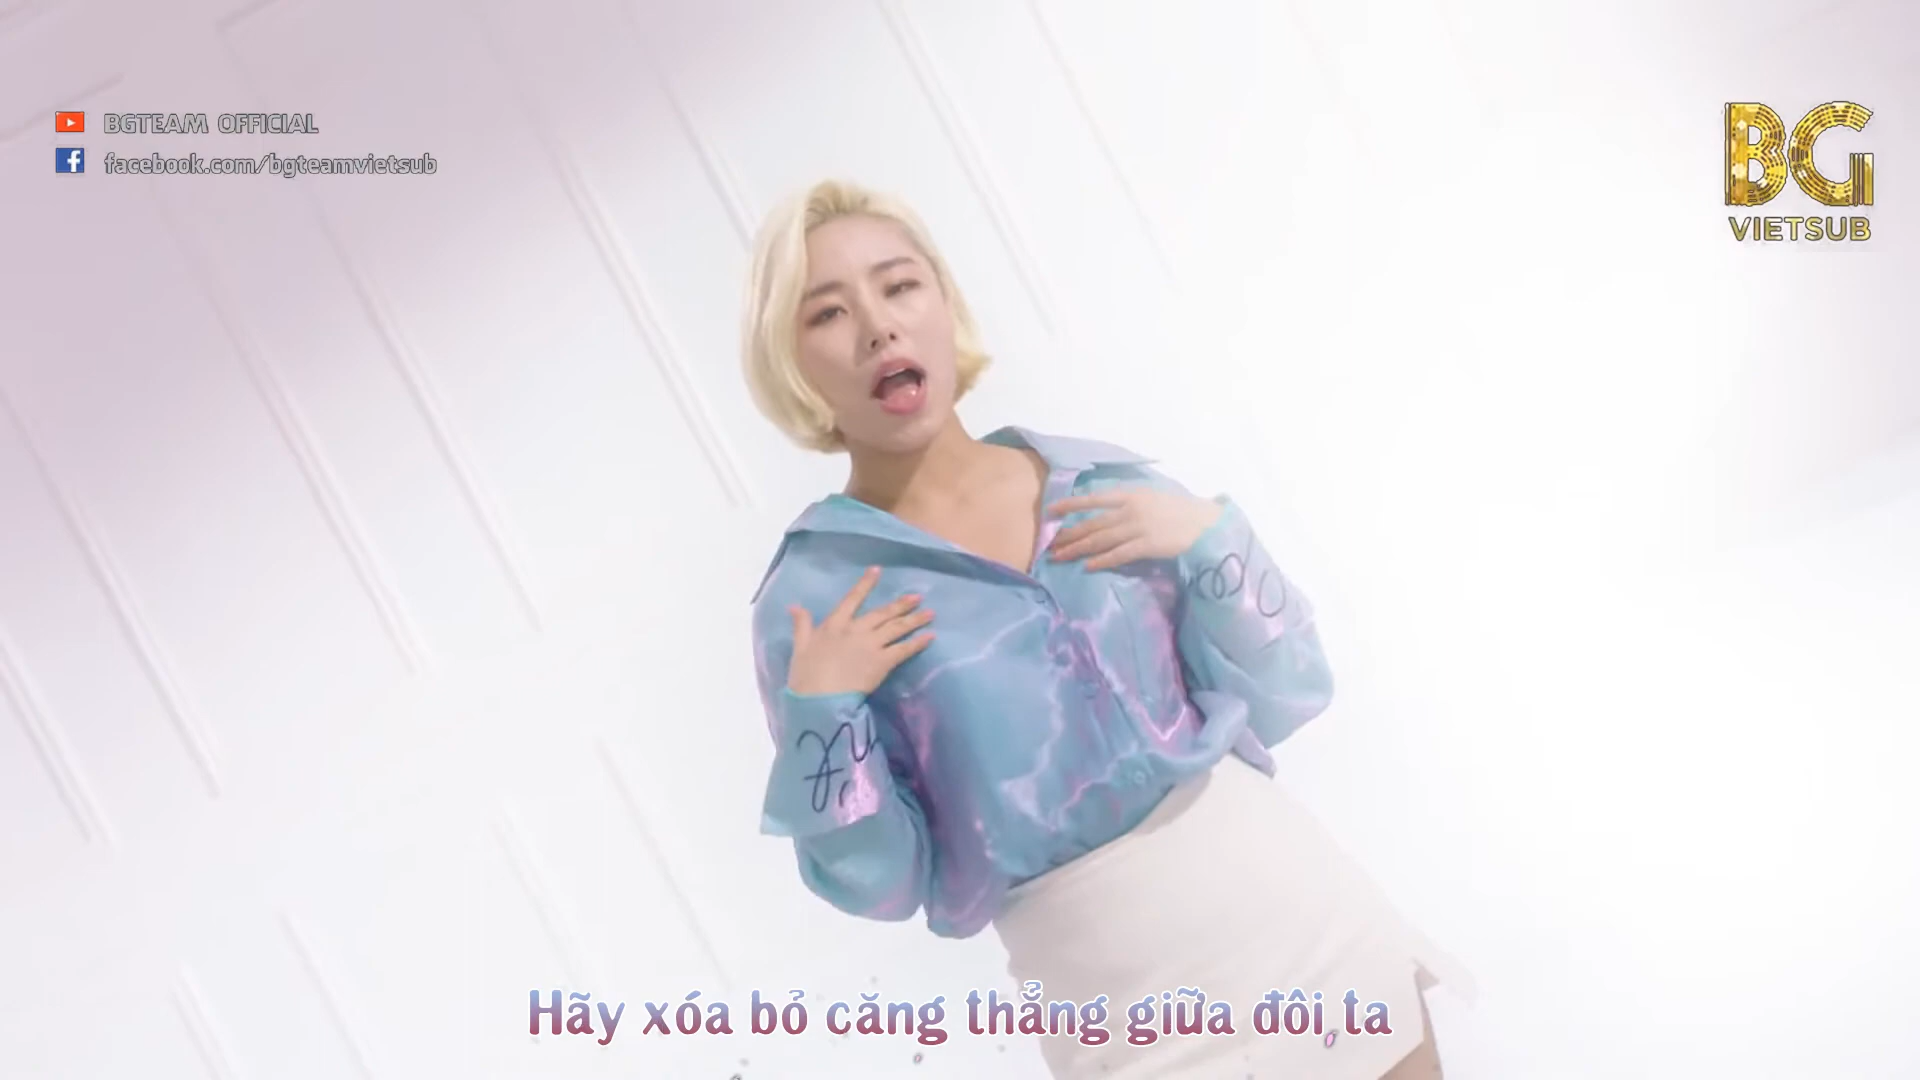 BGTEAM OFFICIAL
facebook.com/bgteamvietsub
BG
VIETSUB
Hãy xóa bỏ căng thẳng giữa đôi ta